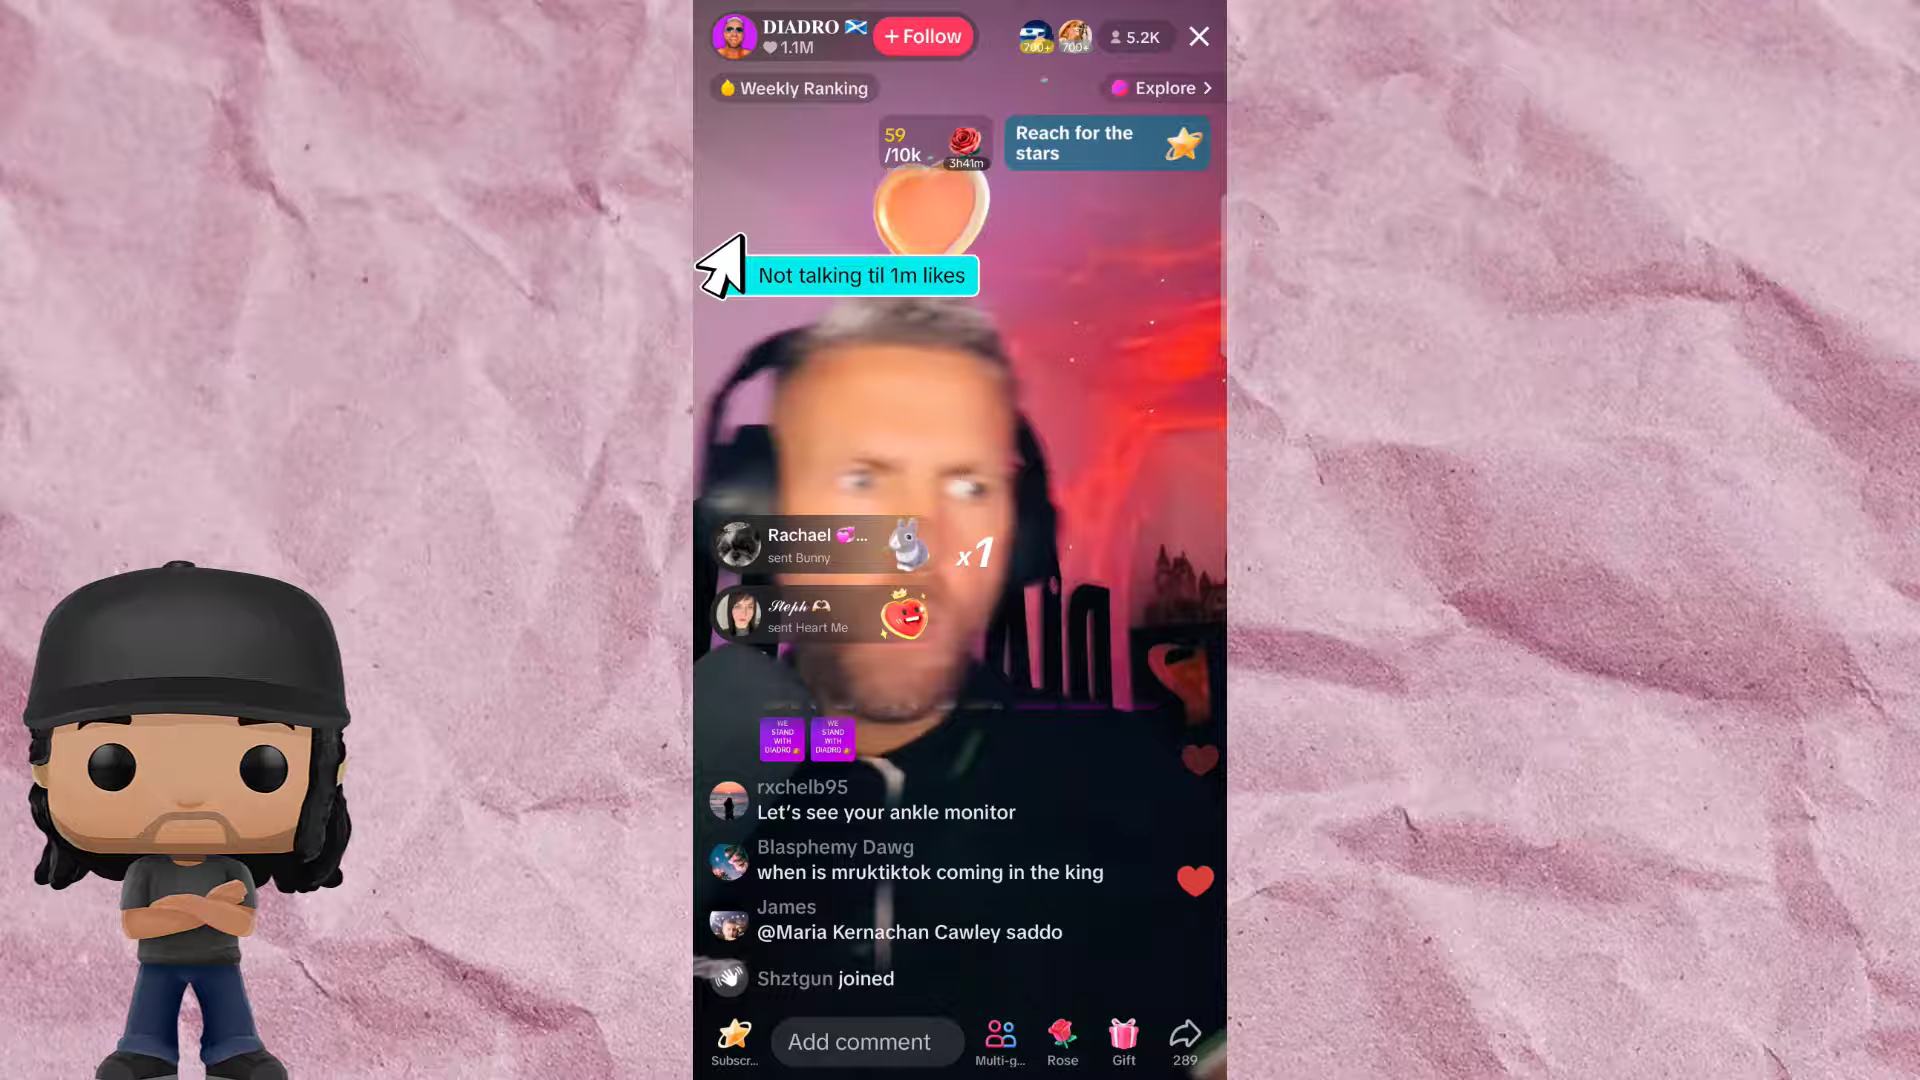 DIADRO
1.1M
+ Follow
700+
700+
5.2K
Weekly Ranking
Explore >
59
/10k
3h41m
Reach for the
stars
Not talking til 1m likes
Rachael 💞...
sent Bunny
x1
Steph 🫶🏻
sent Heart Me
WE
STAND
WITH
DIADRO
WE
STAND
WITH
DIADRO
rxchelb95
Let's see your ankle monitor
Blasphemy Dawg
when is mruktiktok coming in the king
James
@Maria Kernachan Cawley saddo
Shztgun joined
Add comment
Subscr...
Multi-g...
Rose
Gift
289